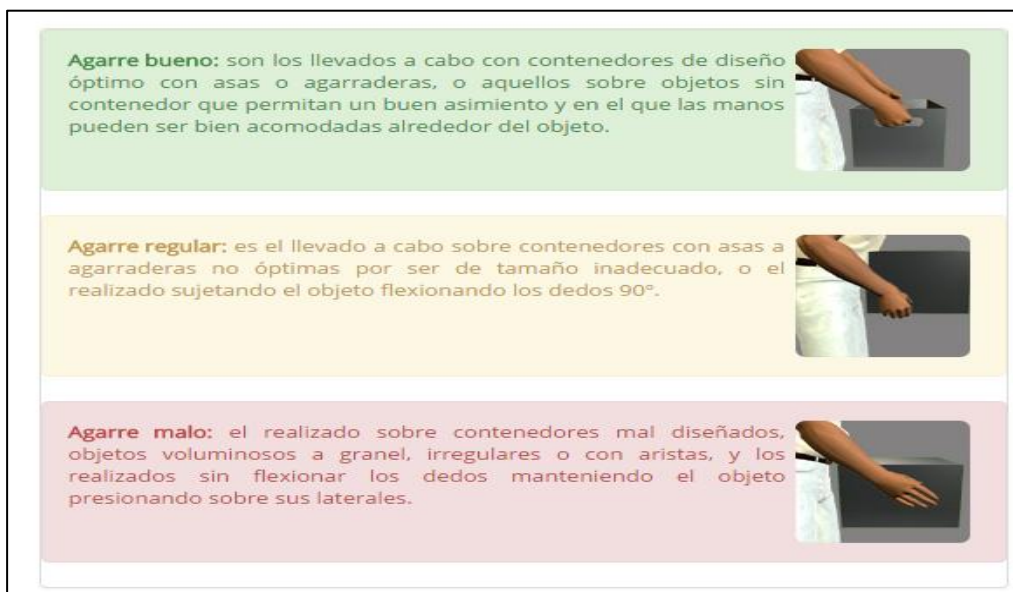 Agarre bueno: son los llevados a cabo con contenedores de diseño
óptimo con asas o agarraderas, o aquellos sobre objetos sin
contenedor que permitan un buen asimiento y en el que las manos
pueden ser bien acomodadas alrededor del objeto.
Agarre regular: es el llevado a cabo sobre contenedores con asas a
agarraderas no óptimas por ser de tamaño inadecuado, o el
realizado sujetando el objeto flexionando los dedos 90°.
Agarre malo: el realizado sobre contenedores mal diseñados,
objetos voluminosos a granel, irregulares o con aristas, y los
realizados sin flexionar los dedos manteniendo el objeto
presionando sobre sus laterales.